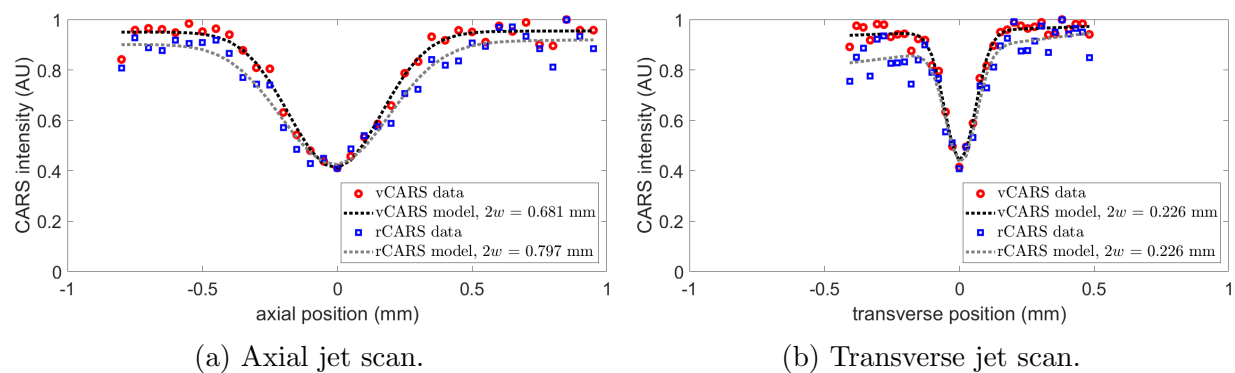 1
0.8
0.6
0.4
0.2
0
CARS intensity (AU)
vCARS data
vCARS model, 2w = 0.681 mm
rCARS data
rCARS model, 2w = 0.797 mm
-1 -0.5 0 0.5 1
axial position (mm)
(a) Axial jet scan.
1
0.8
0.6
0.4
0.2
0
CARS intensity (AU)
vCARS data
vCARS model, 2w = 0.226 mm
rCARS data
rCARS model, 2w = 0.226 mm
-1 -0.5 0 0.5 1
transverse position (mm)
(b) Transverse jet scan.